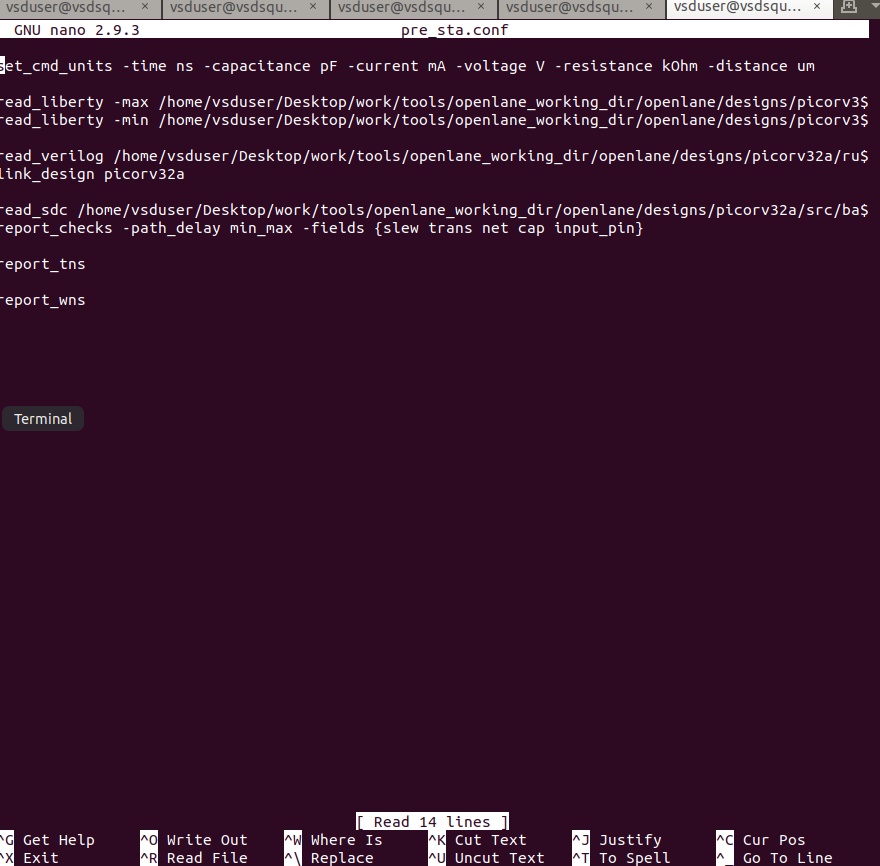 vsduser@vsdsq... × vsduser@vsdsqu... × vsduser@vsdsqu... × vsduser@vsdsqu... × vsduser@vsdsqu... ×
GNU nano 2.9.3 pre_sta.conf
set_cmd_units -time ns -capacitance pF -current mA -voltage V -resistance kOhm -distance um
read_liberty -max /home/vsduser/Desktop/work/tools/openlane_working_dir/openlane/designs/picorv3$
read_liberty -min /home/vsduser/Desktop/work/tools/openlane_working_dir/openlane/designs/picorv3$
read_verilog /home/vsduser/Desktop/work/tools/openlane_working_dir/openlane/designs/picorv32a/ru$
link_design picorv32a
read_sdc /home/vsduser/Desktop/work/tools/openlane_working_dir/openlane/designs/picorv32a/src/ba$
report_checks -path_delay min_max -fields {slew trans net cap input_pin}
report_tns
report_wns
Terminal
[ Read 14 lines ]
^G Get Help ^O Write Out ^W Where Is ^K Cut Text ^J Justify ^C Cur Pos
^X Exit ^R Read File ^\ Replace ^U Uncut Text ^T To Spell ^_ Go To Line